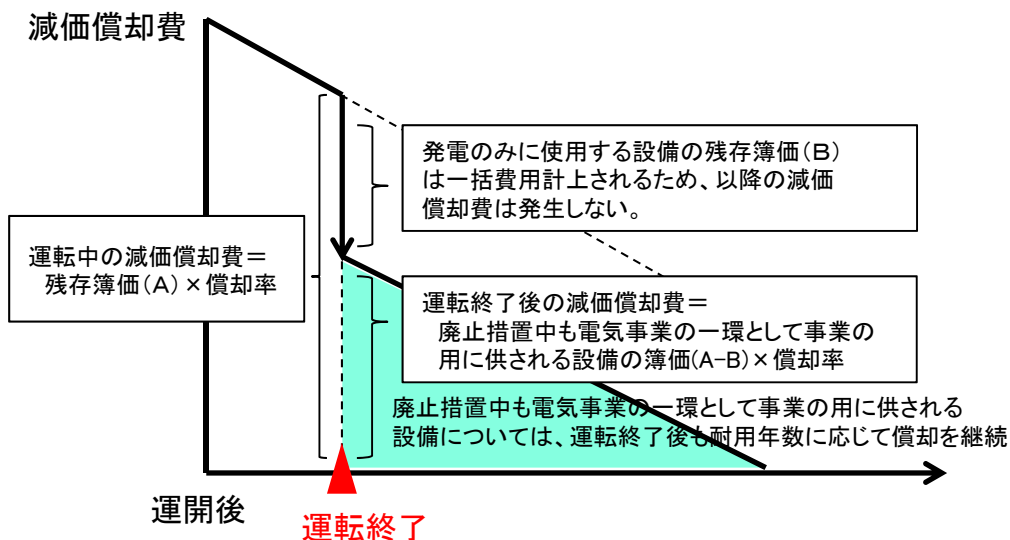 減価償却費
発電のみに使用する設備の残存簿価(B)
は一括費用計上されるため、以降の減価
償却費は発生しない。
運転中の減価償却費=
残存簿価(A)×償却率
運転終了後の減価償却費=
廃止措置中も電気事業の一環として事業の
用に供される設備の簿価(A-B)×償却率
廃止措置中も電気事業の一環として事業の用に供される
設備については、運転終了後も耐用年数に応じて償却を継続
運開後
運転終了